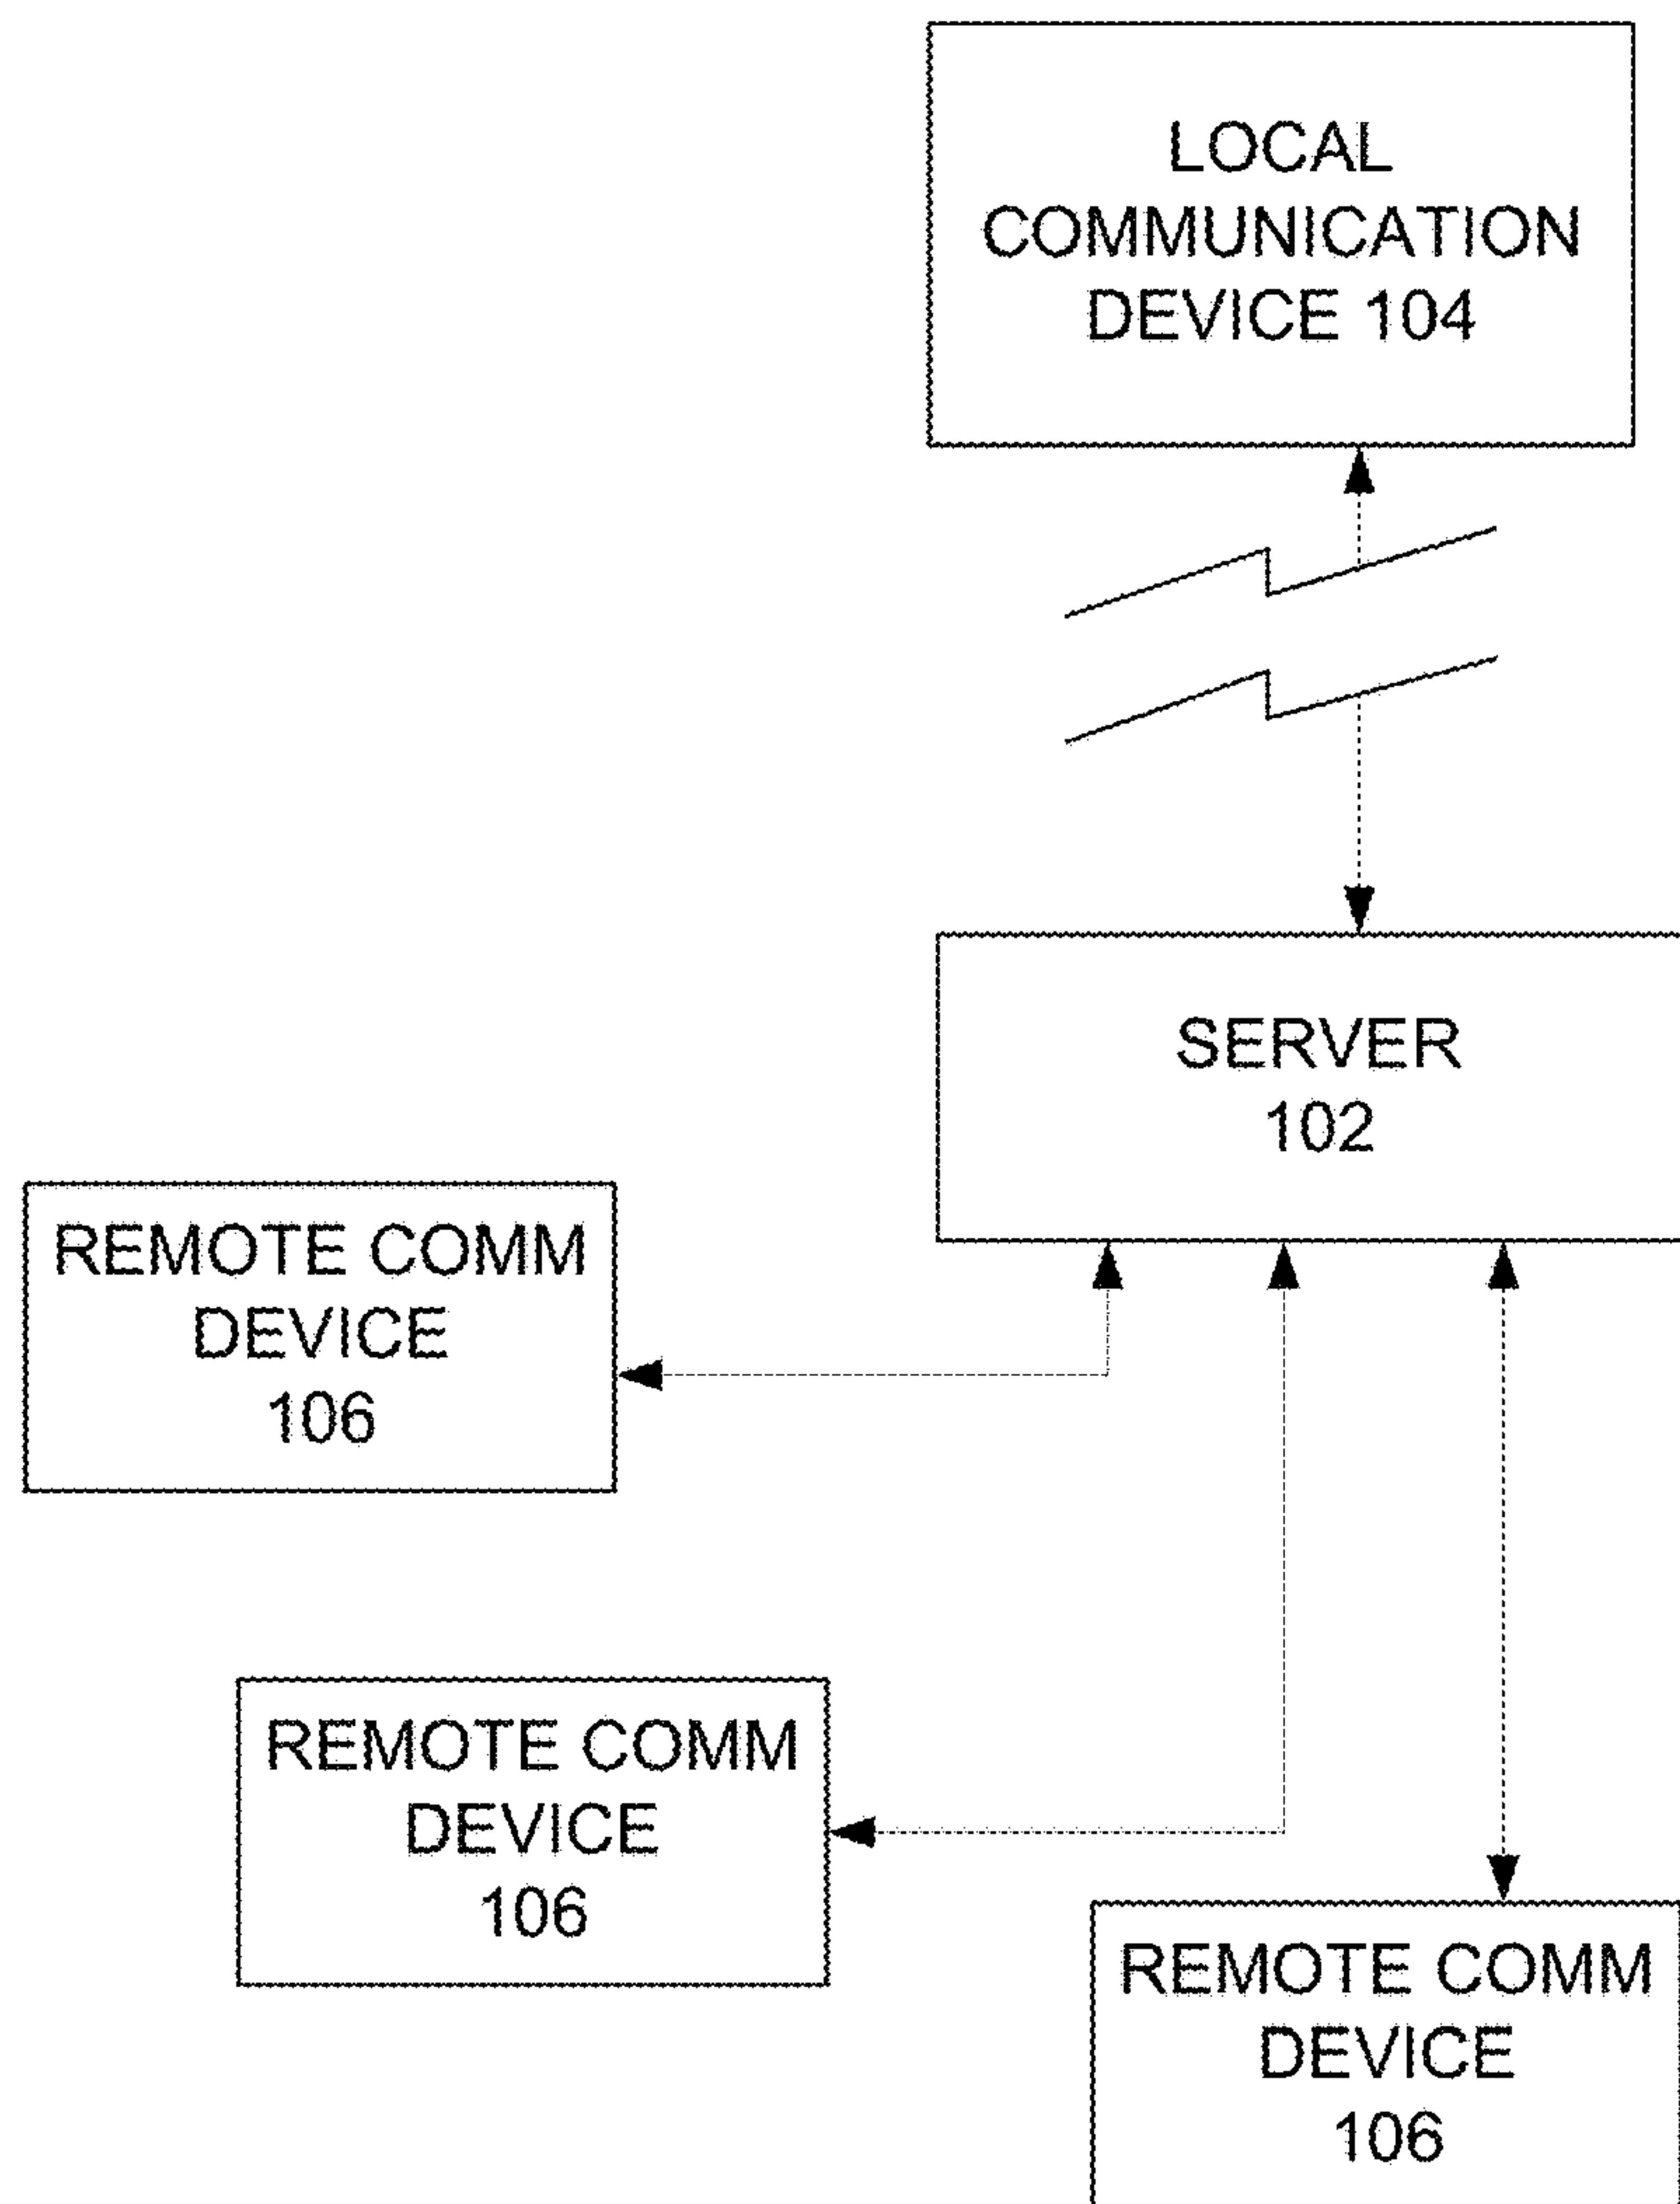 LOCAL
COMMUNICATION
DEVICE 104
SERVER
102
REMOTE COMM
DEVICE
106
REMOTE COMM
DEVICE
106
REMOTE COMM
DEVICE
106